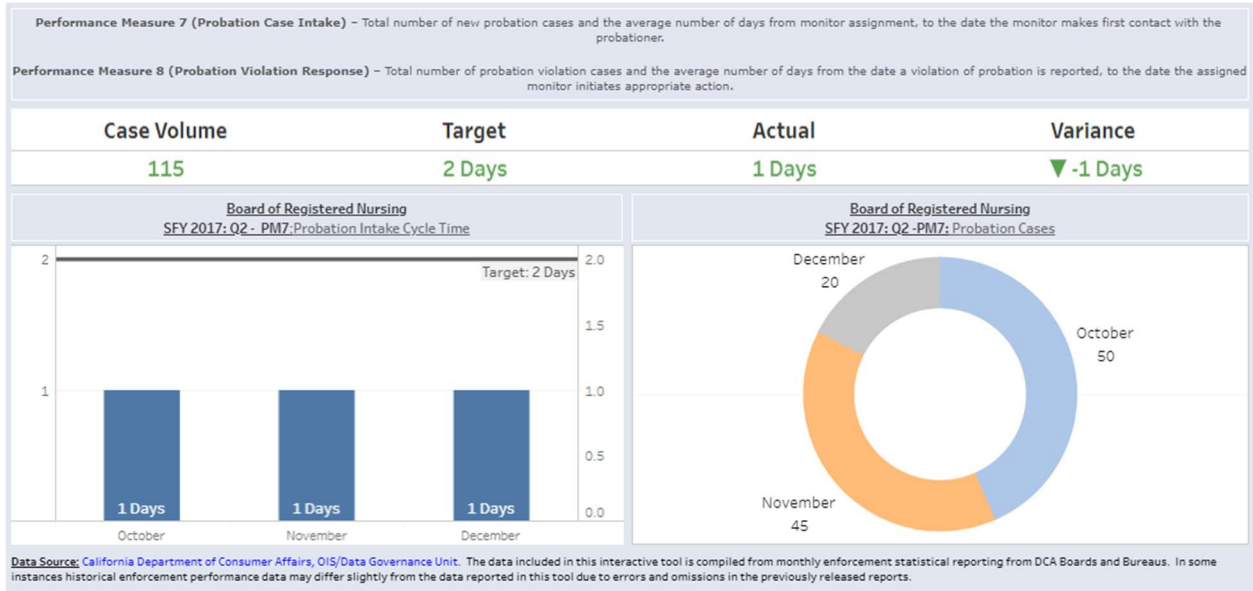 Performance Measure 7 (Probation Case Intake) – Total number of new probation cases and the average number of days from monitor assignment, to the date the monitor makes first contact with the
probationer.
Performance Measure 8 (Probation Violation Response) – Total number of probation violation cases and the average number of days from the date a violation of probation is reported, to the date the assigned
monitor initiates appropriate action.
Case Volume Target Actual Variance
115 2 Days 1 Days ▼ -1 Days
Board of Registered Nursing
SFY 2017: Q2 - PM7:Probation Intake Cycle Time
2
1
Target: 2 Days
2.0
1.5
1.0
0.5
0.0
1 Days 1 Days 1 Days
October November December
Board of Registered Nursing
SFY 2017: Q2 -PM7: Probation Cases
December
20
October
50
November
45
Data Source: California Department of Consumer Affairs, OIS/Data Governance Unit. The data included in this interactive tool is compiled from monthly enforcement statistical reporting from DCA Boards and Bureaus. In some
instances historical enforcement performance data may differ slightly from the data reported in this tool due to errors and omissions in the previously released reports.